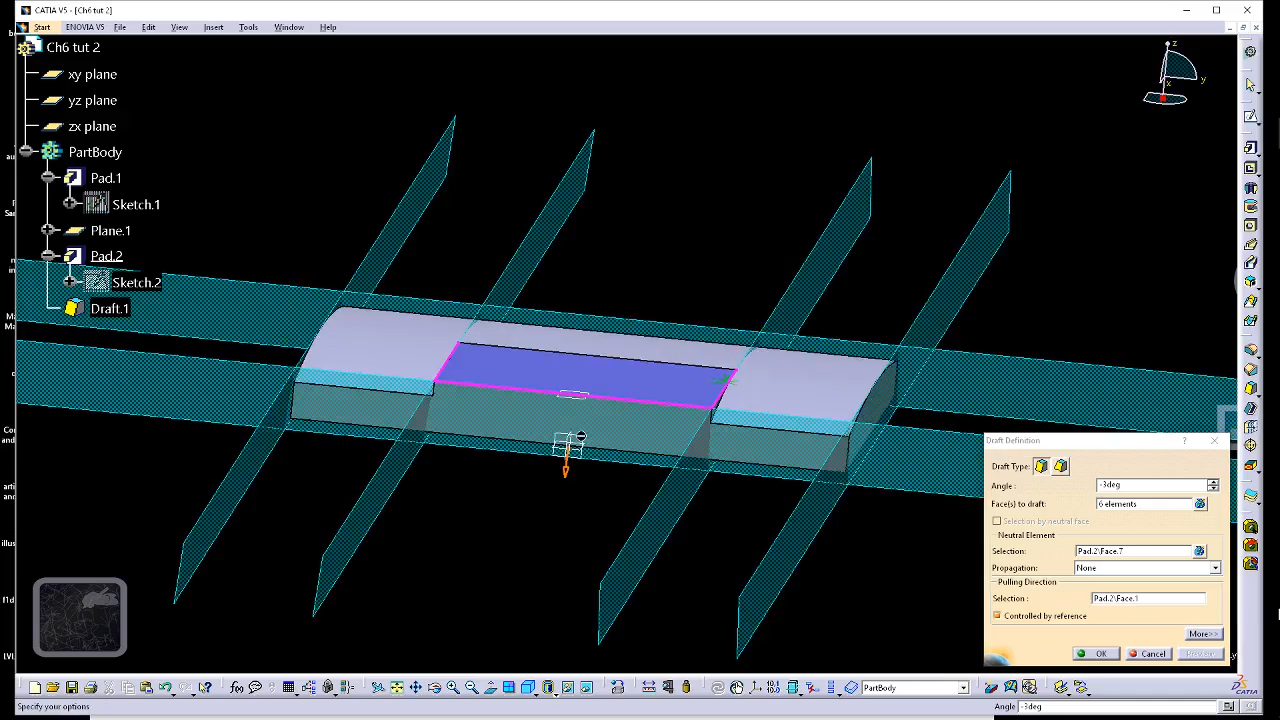 CATIA V5 - [Ch6 tut 2]
Start ENOVIA V5 File Edit View Insert Tools Window Help
Ch6 tut 2
xy plane
yz plane
zx plane
PartBody
Pad.1
Sketch.1
Plane.1
Pad.2
Sketch.2
Draft.1
z
y
x
Draft Definition
Draft Type:
Angle : -3deg
Face(s) to draft: 6 elements
Selection by neutral face
Neutral Element
Selection: Pad.2\Face.7
Propagation: None
Pulling Direction
Selection : Pad.2\Face.1
Controlled by reference
More>>
OK Cancel Preview
PartBody
CATIA
Specify your options
Angle -3deg